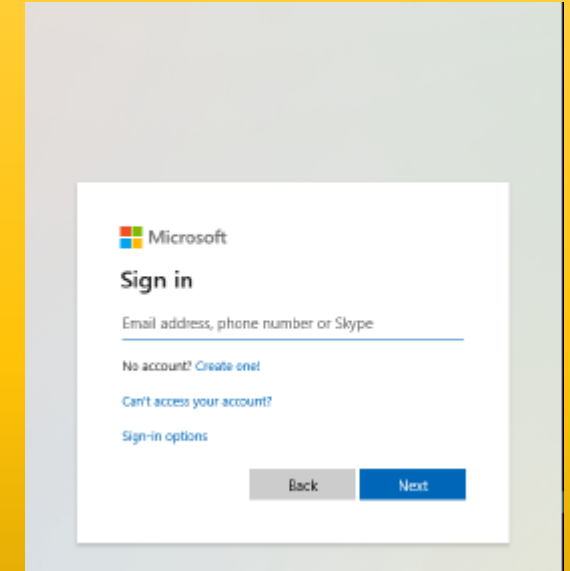 Microsoft
Sign in
Email address, phone number or Skype
No account? Create one!
Can't access your account?
Sign-in options
Back Next